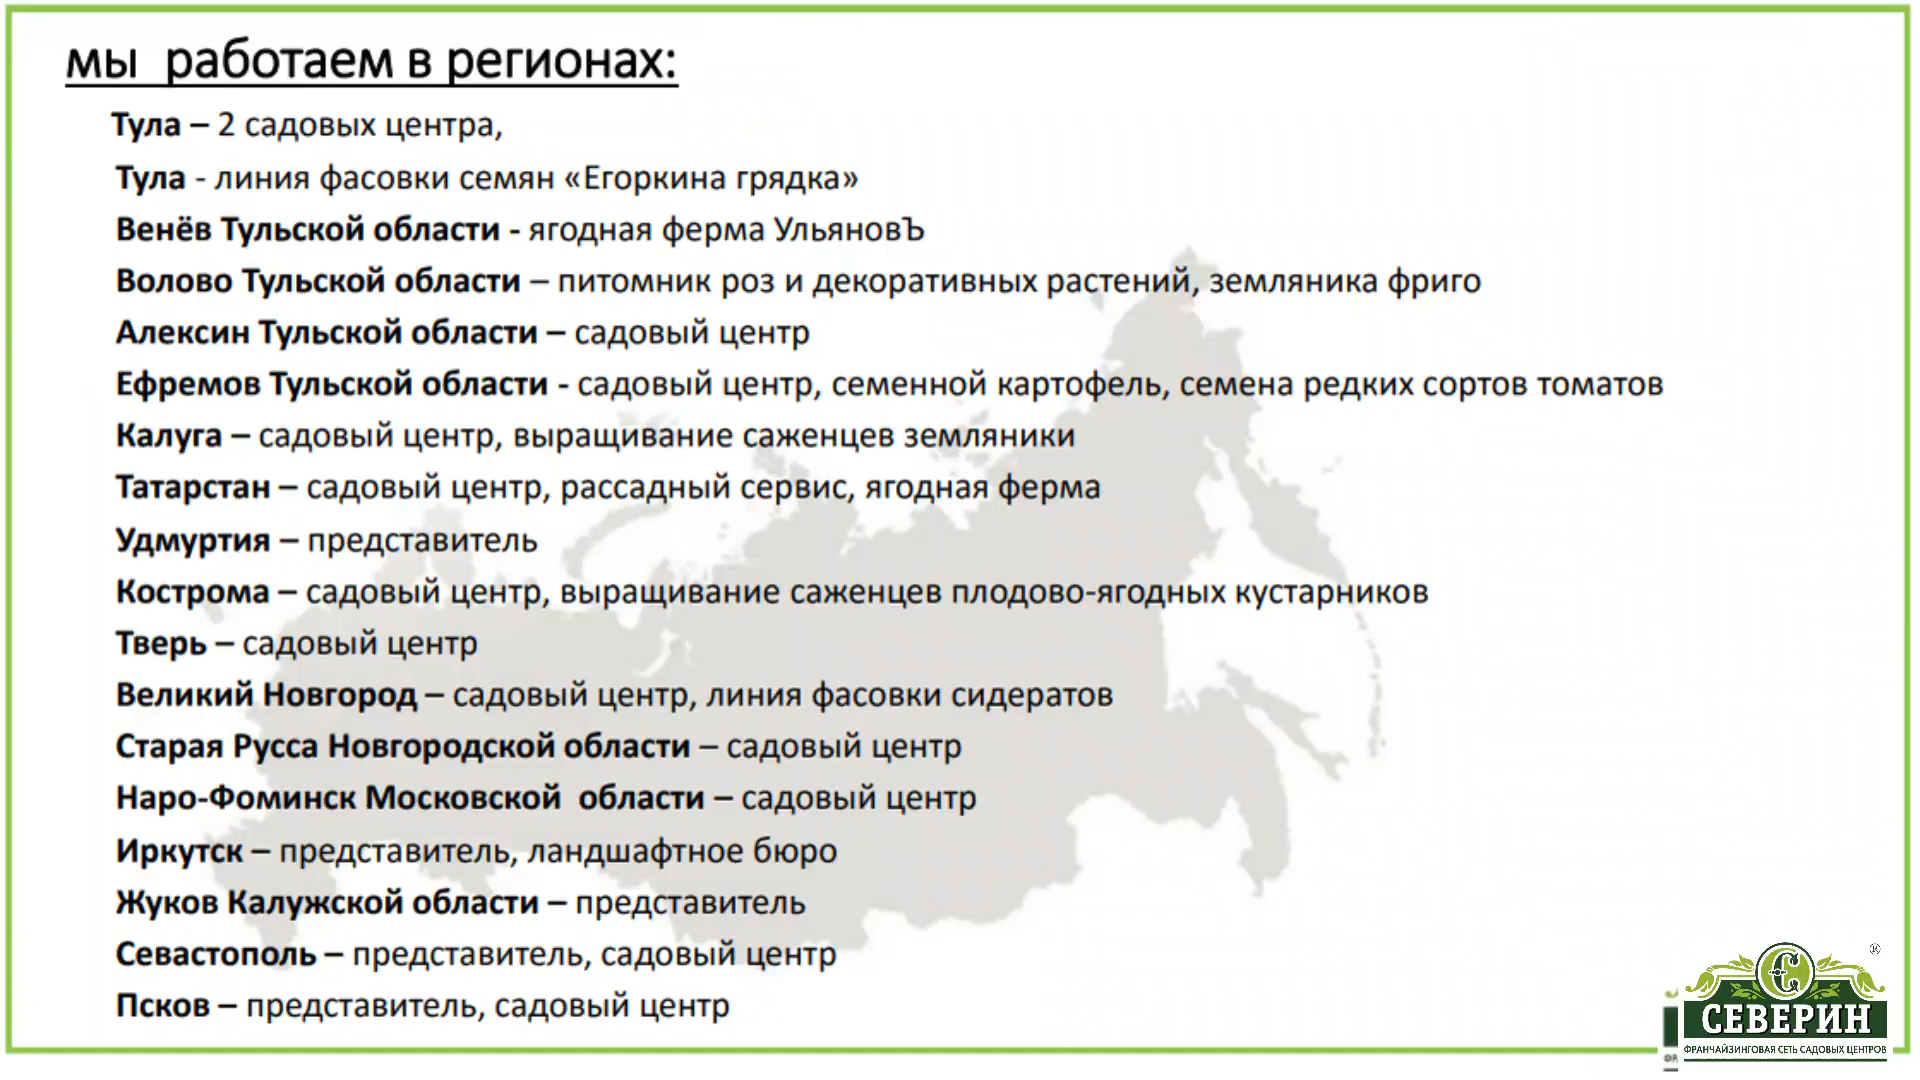 мы работаем в регионах:
Тула – 2 садовых центра,
Тула - линия фасовки семян «Егоркина грядка»
Венёв Тульской области - ягодная ферма УльяновЪ
Волово Тульской области – питомник роз и декоративных растений, земляника фриго
Алексин Тульской области – садовый центр
Ефремов Тульской области - садовый центр, семенной картофель, семена редких сортов томатов
Калуга – садовый центр, выращивание саженцев земляники
Татарстан – садовый центр, рассадный сервис, ягодная ферма
Удмуртия – представитель
Кострома – садовый центр, выращивание саженцев плодово-ягодных кустарников
Тверь – садовый центр
Великий Новгород – садовый центр, линия фасовки сидератов
Старая Русса Новгородской области – садовый центр
Наро-Фоминск Московской области – садовый центр
Иркутск – представитель, ландшафтное бюро
Жуков Калужской области – представитель
Севастополь – представитель, садовый центр
Псков – представитель, садовый центр
С ®
СЕВЕРИН
ФРАНЧАЙЗИНГОВАЯ СЕТЬ САДОВЫХ ЦЕНТРОВ